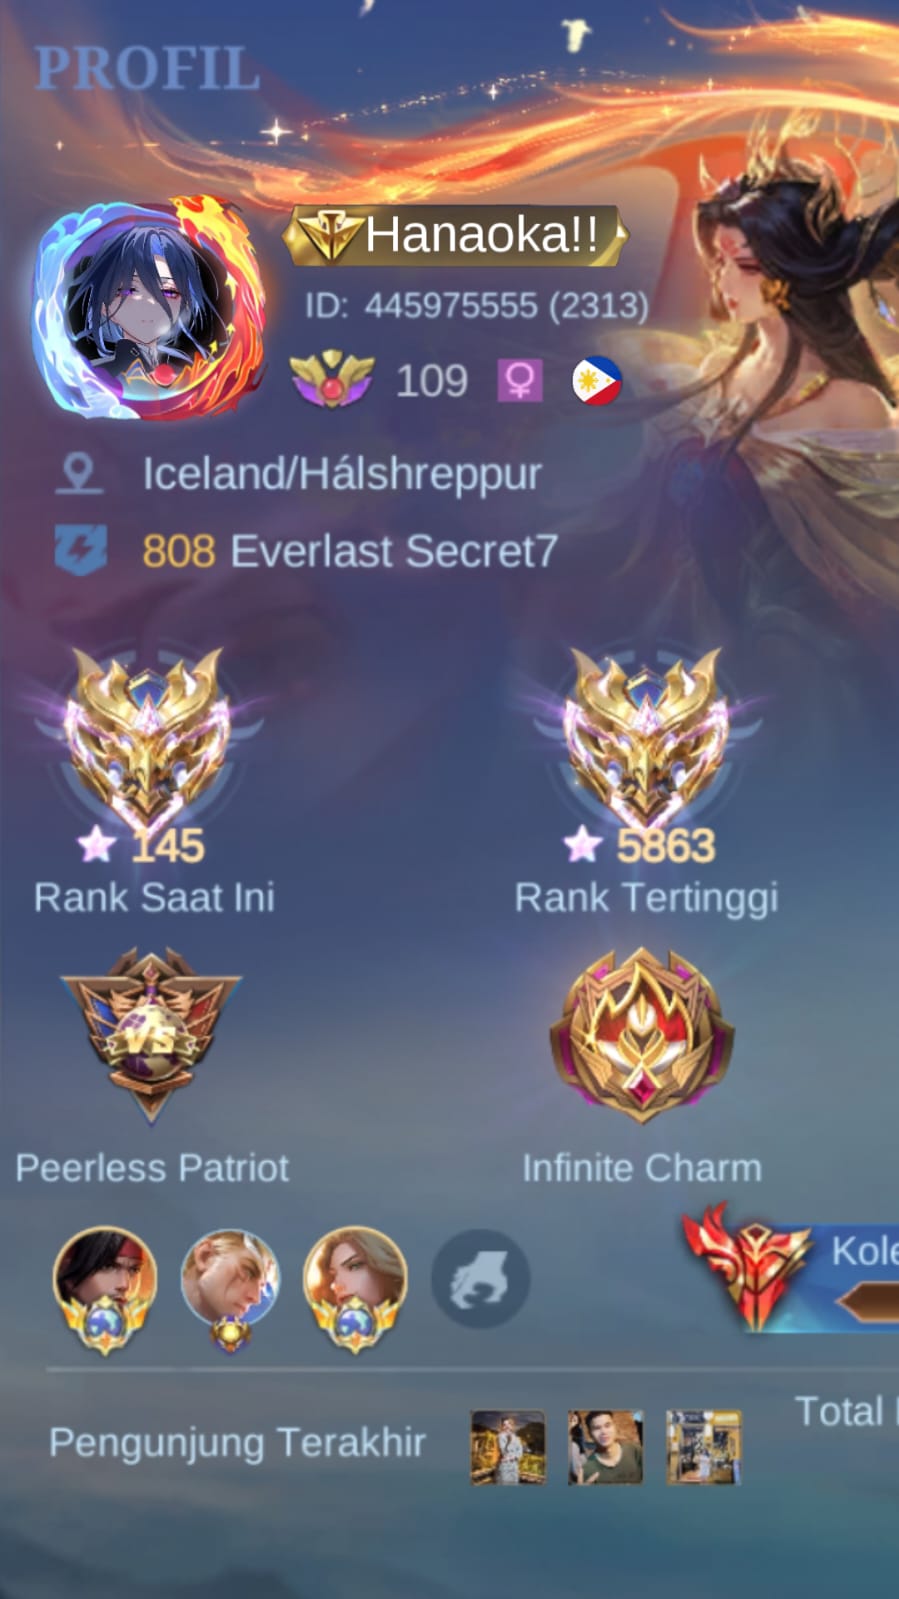 PROFIL
Hanaoka!!
ID: 445975555 (2313)
109
Iceland/Hálshreppur
808 Everlast Secret7
145
5863
Rank Saat Ini
Rank Tertinggi
VS
Peerless Patriot
Infinite Charm
Kole
Total
Pengunjung Terakhir